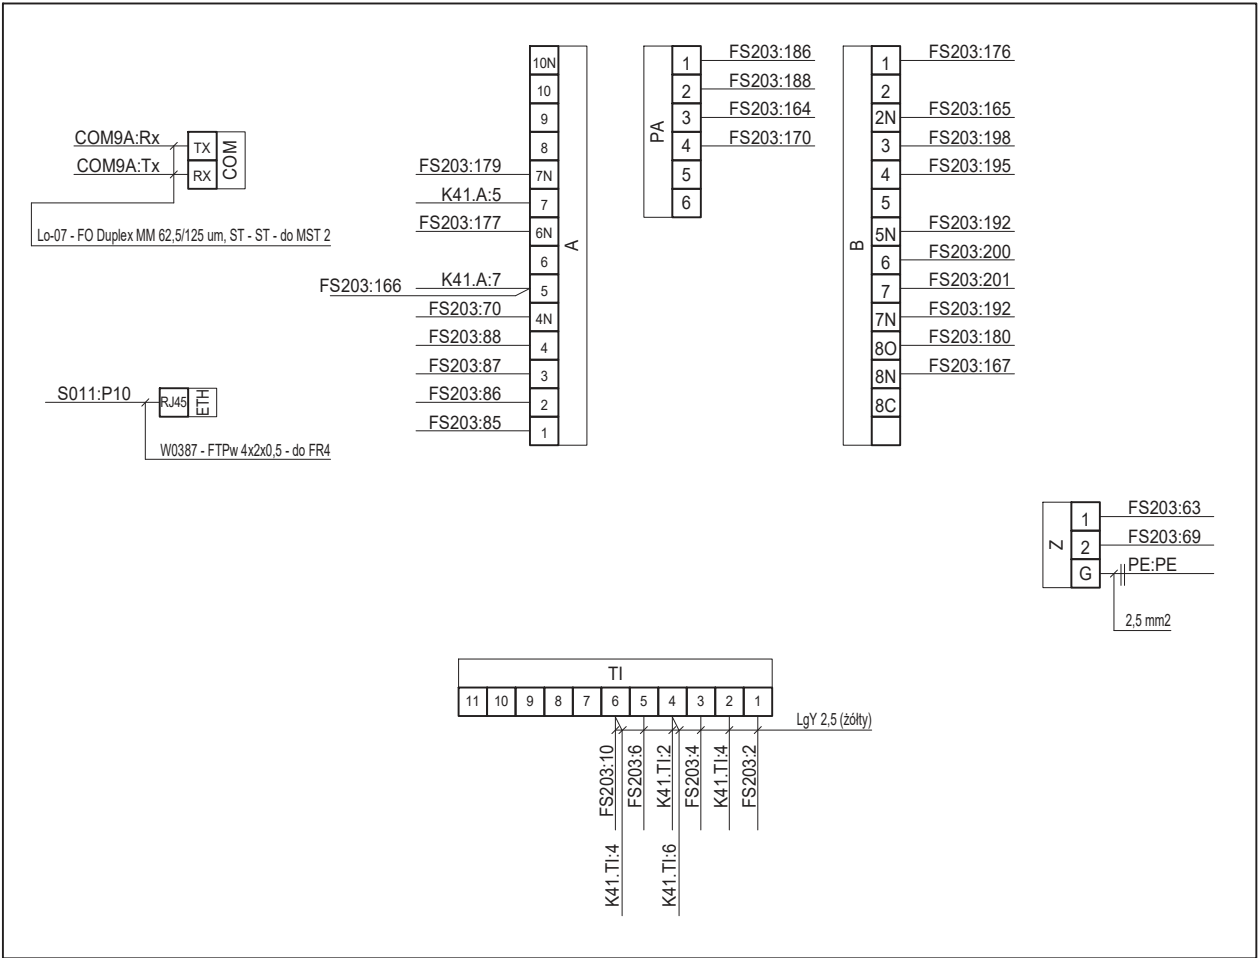 COM9A:Rx
COM9A:Tx
TX
RX
COM
Lo-07 - FO Duplex MM 62,5/125 um, ST - ST - do MST 2
S011:P10
RJ45
ETH
W0387 - FTPw 4x2x0,5 - do FR4
10N
10
9
8
FS203:179 7N
K41.A:5 7
FS203:177 6N
6
FS203:166 K41.A:7 5
FS203:70 4N
FS203:88 4
FS203:87 3
FS203:86 2
FS203:85 1
A
PA
1 FS203:186
2 FS203:188
3 FS203:164
4 FS203:170
5
6
B
1 FS203:176
2
2N FS203:165
3 FS203:198
4 FS203:195
5
5N FS203:192
6 FS203:200
7 FS203:201
7N FS203:192
8O FS203:180
8N FS203:167
8C
Z
1 FS203:63
2 FS203:69
G PE:PE
2,5 mm2
TI
11 10 9 8 7 6 5 4 3 2 1
LgY 2,5 (żółty)
FS203:10
K41.TI:4
FS203:6
K41.TI:2
K41.TI:6
FS203:4
K41.TI:4
FS203:2